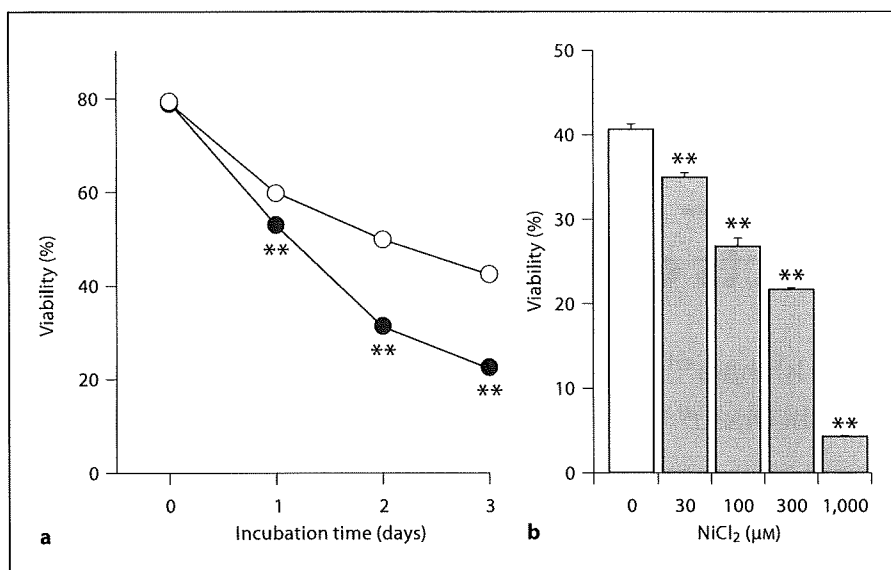 80
60
40
20
0
Viability (%)
**
**
**
0 1 2 3
Incubation time (days)
a
50
40
30
20
10
0
Viability (%)
**
**
**
**
0 30 100 300 1,000
NiCl₂ (µM)
b